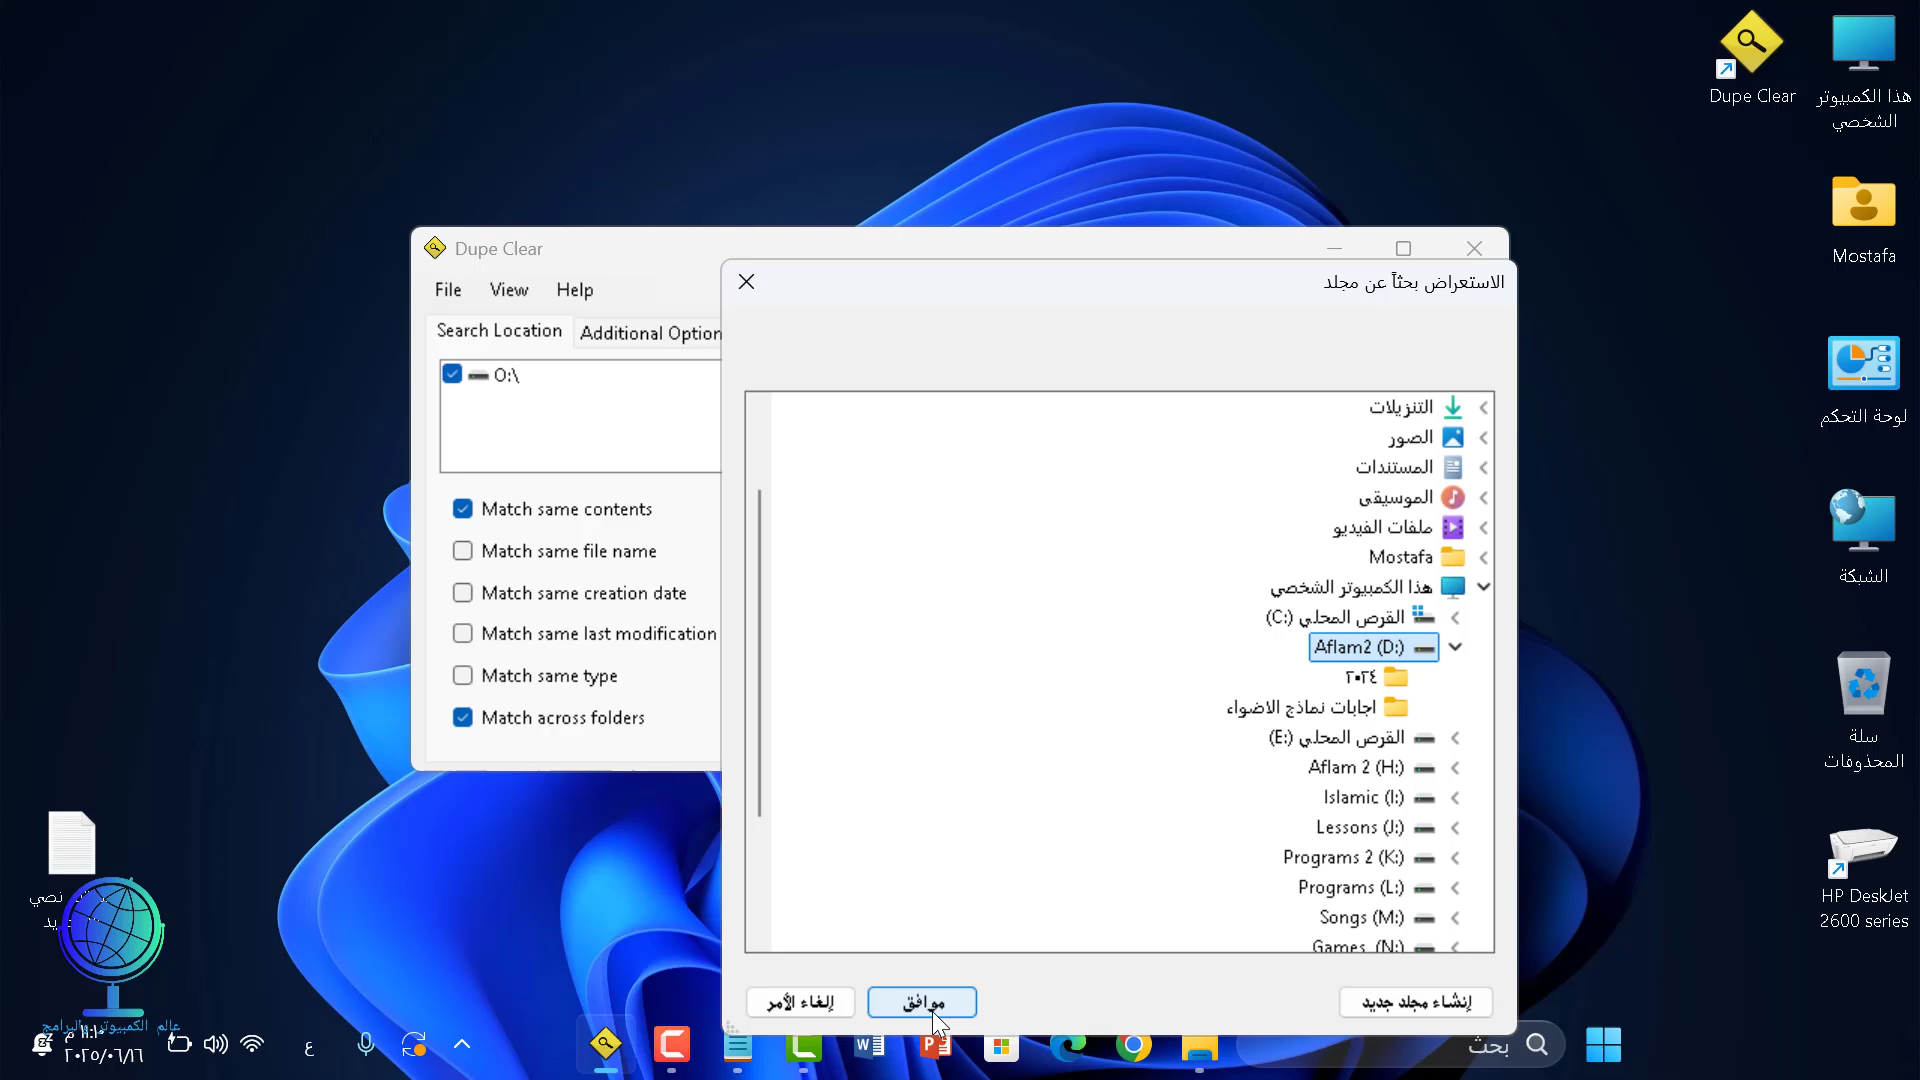 Dupe Clear
هذا الكمبيوتر
الشخصي
Mostafa
لوحة التحكم
الشبكة
سلة
المحذوفات
HP DeskJet
2600 series
Dupe Clear
File View Help
Search Location
Additional Option
O:\
Match same contents
Match same file name
Match same creation date
Match same last modification
Match same type
Match across folders
الاستعراض بحثاً عن مجلد
التنزيلات
الصور
المستندات
الموسيقى
ملفات الفيديو
Mostafa
هذا الكمبيوتر الشخصي
القرص المحلي (C:)
Aflam2 (D:)
٢٠٢٤
اجابات نماذج الاضواء
القرص المحلي (E:)
Aflam 2 (H:)
Islamic (I:)
Lessons (J:)
Programs 2 (K:)
Programs (L:)
Songs (M:)
Games (N:)
إنشاء مجلد جديد
موافق
إلغاء الأمر
نصي
عالم الكمبيوتر والبرامج
بحث
ع
١١:١٠ م
٢٠٢٥/٠٦/١٦